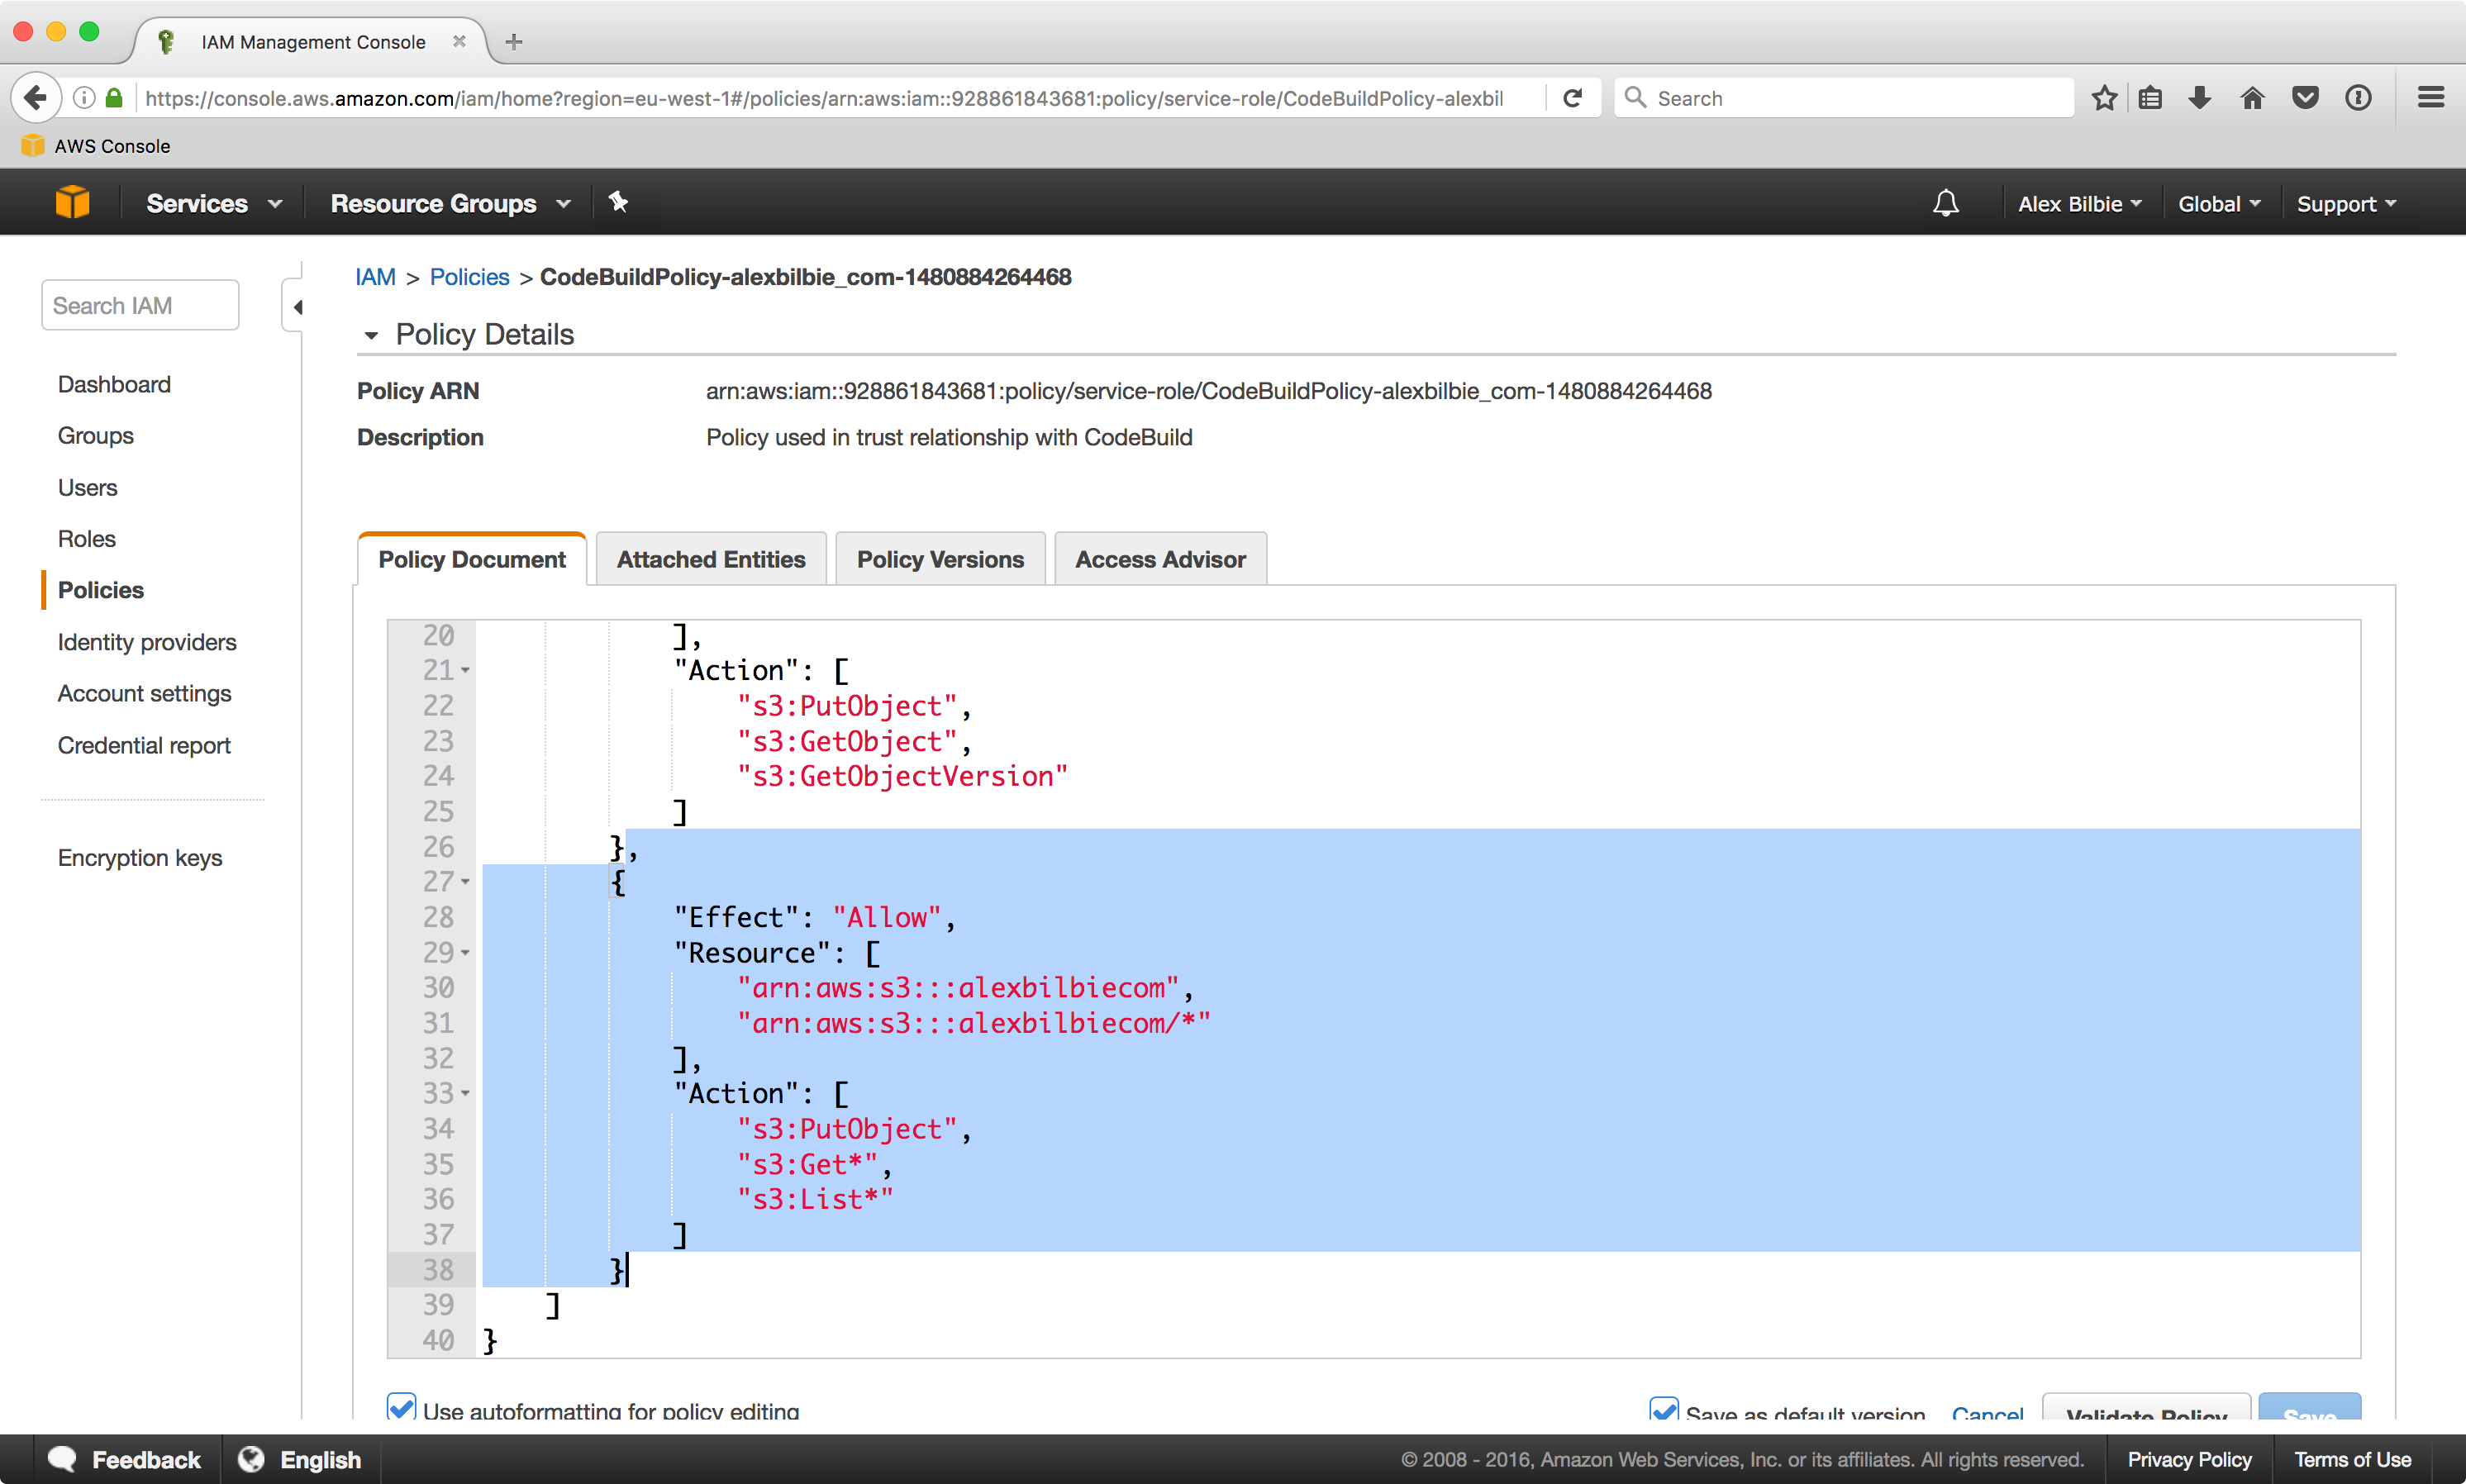 IAM Management Console
https://console.aws.amazon.com/iam/home?region=eu-west-1#/policies/arn:aws:iam::928861843681:policy/service-role/CodeBuildPolicy-alexbil
Search
AWS Console
Services Resource Groups Alex Bilbie Global Support
Search IAM
Dashboard
Groups
Users
Roles
Policies
Identity providers
Account settings
Credential report
Encryption keys
IAM > Policies > CodeBuildPolicy-alexbilbie_com-1480884264468
Policy Details
Policy ARN arn:aws:iam::928861843681:policy/service-role/CodeBuildPolicy-alexbilbie_com-1480884264468
Description Policy used in trust relationship with CodeBuild
Policy Document Attached Entities Policy Versions Access Advisor
20 ],
21 "Action": [
22 "s3:PutObject",
23 "s3:GetObject",
24 "s3:GetObjectVersion"
25 ]
26 },
27 {
28 "Effect": "Allow",
29 "Resource": [
30 "arn:aws:s3:::alexbilbiecom",
31 "arn:aws:s3:::alexbilbiecom/*"
32 ],
33 "Action": [
34 "s3:PutObject",
35 "s3:Get*",
36 "s3:List*"
37 ]
38 }
39 ]
40 }
Use autoformatting for policy editing Save as default version Cancel Validate Policy Save
Feedback English © 2008 - 2016, Amazon Web Services, Inc. or its affiliates. All rights reserved. Privacy Policy Terms of Use